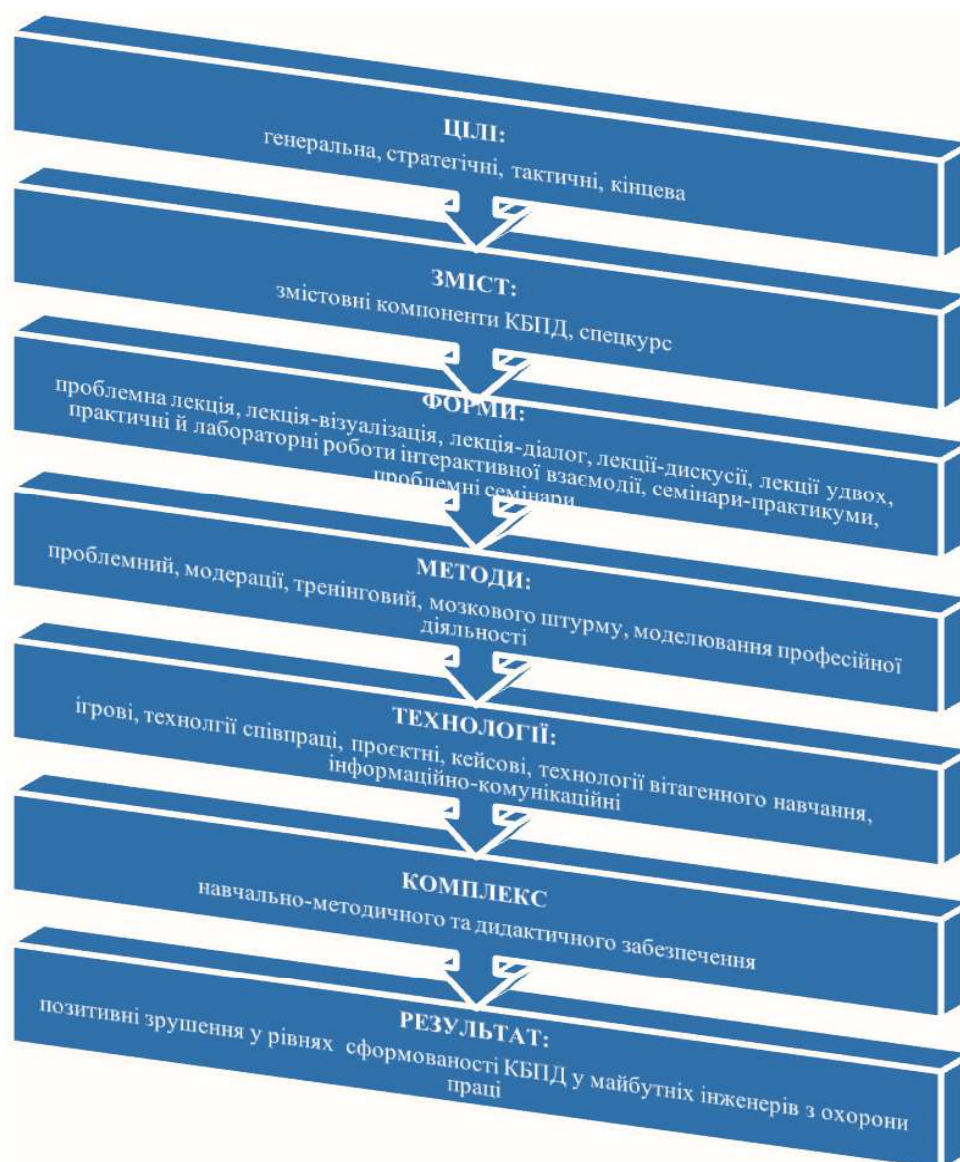 ЦІЛІ:
генеральна, стратегічні, тактичні, кінцева
ЗМІСТ:
змістовні компоненти КБПД, спецкурс
ФОРМИ:
проблемна лекція, лекція-візуалізація, лекція-діалог, лекції-дискусії, лекції удвох,
практичні й лабораторні роботи інтерактивної взаємодії, семінари-практикуми,
проблемні семінари
МЕТОДИ:
проблемний, модерації, тренінговий, мозкового штурму, моделювання професійної
діяльності
ТЕХНОЛОГІЇ:
ігрові, технолгії співпраці, проєктні, кейсові, технології вітагенного навчання,
інформаційно-комунікаційні
КОМПЛЕКС
навчально-методичного та дидактичного забезпечення
РЕЗУЛЬТАТ:
позитивні зрушення у рівнях сформованості КБПД у майбутніх інженерів з охорони
праці